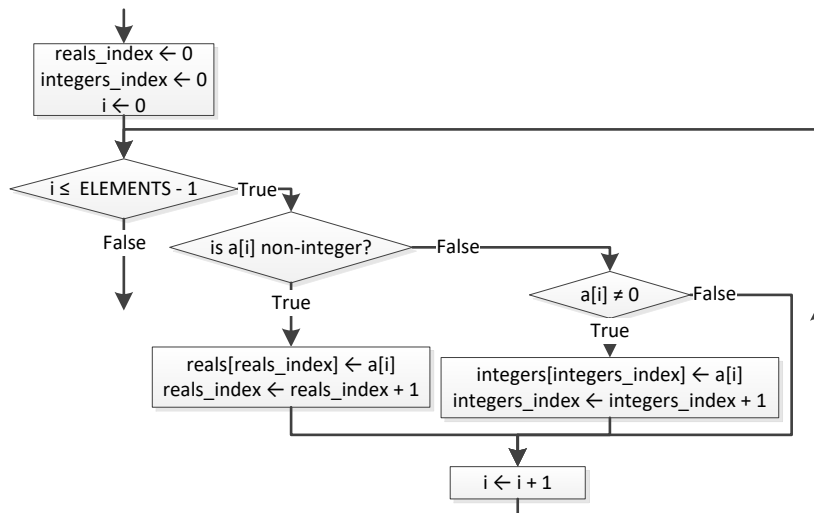 reals_index ← 0
integers_index ← 0
i ← 0
i ≤ ELEMENTS - 1
True
False
is a[i] non-integer?
False
True
a[i] ≠ 0
False
True
reals[reals_index] ← a[i]
reals_index ← reals_index + 1
integers[integers_index] ← a[i]
integers_index ← integers_index + 1
i ← i + 1